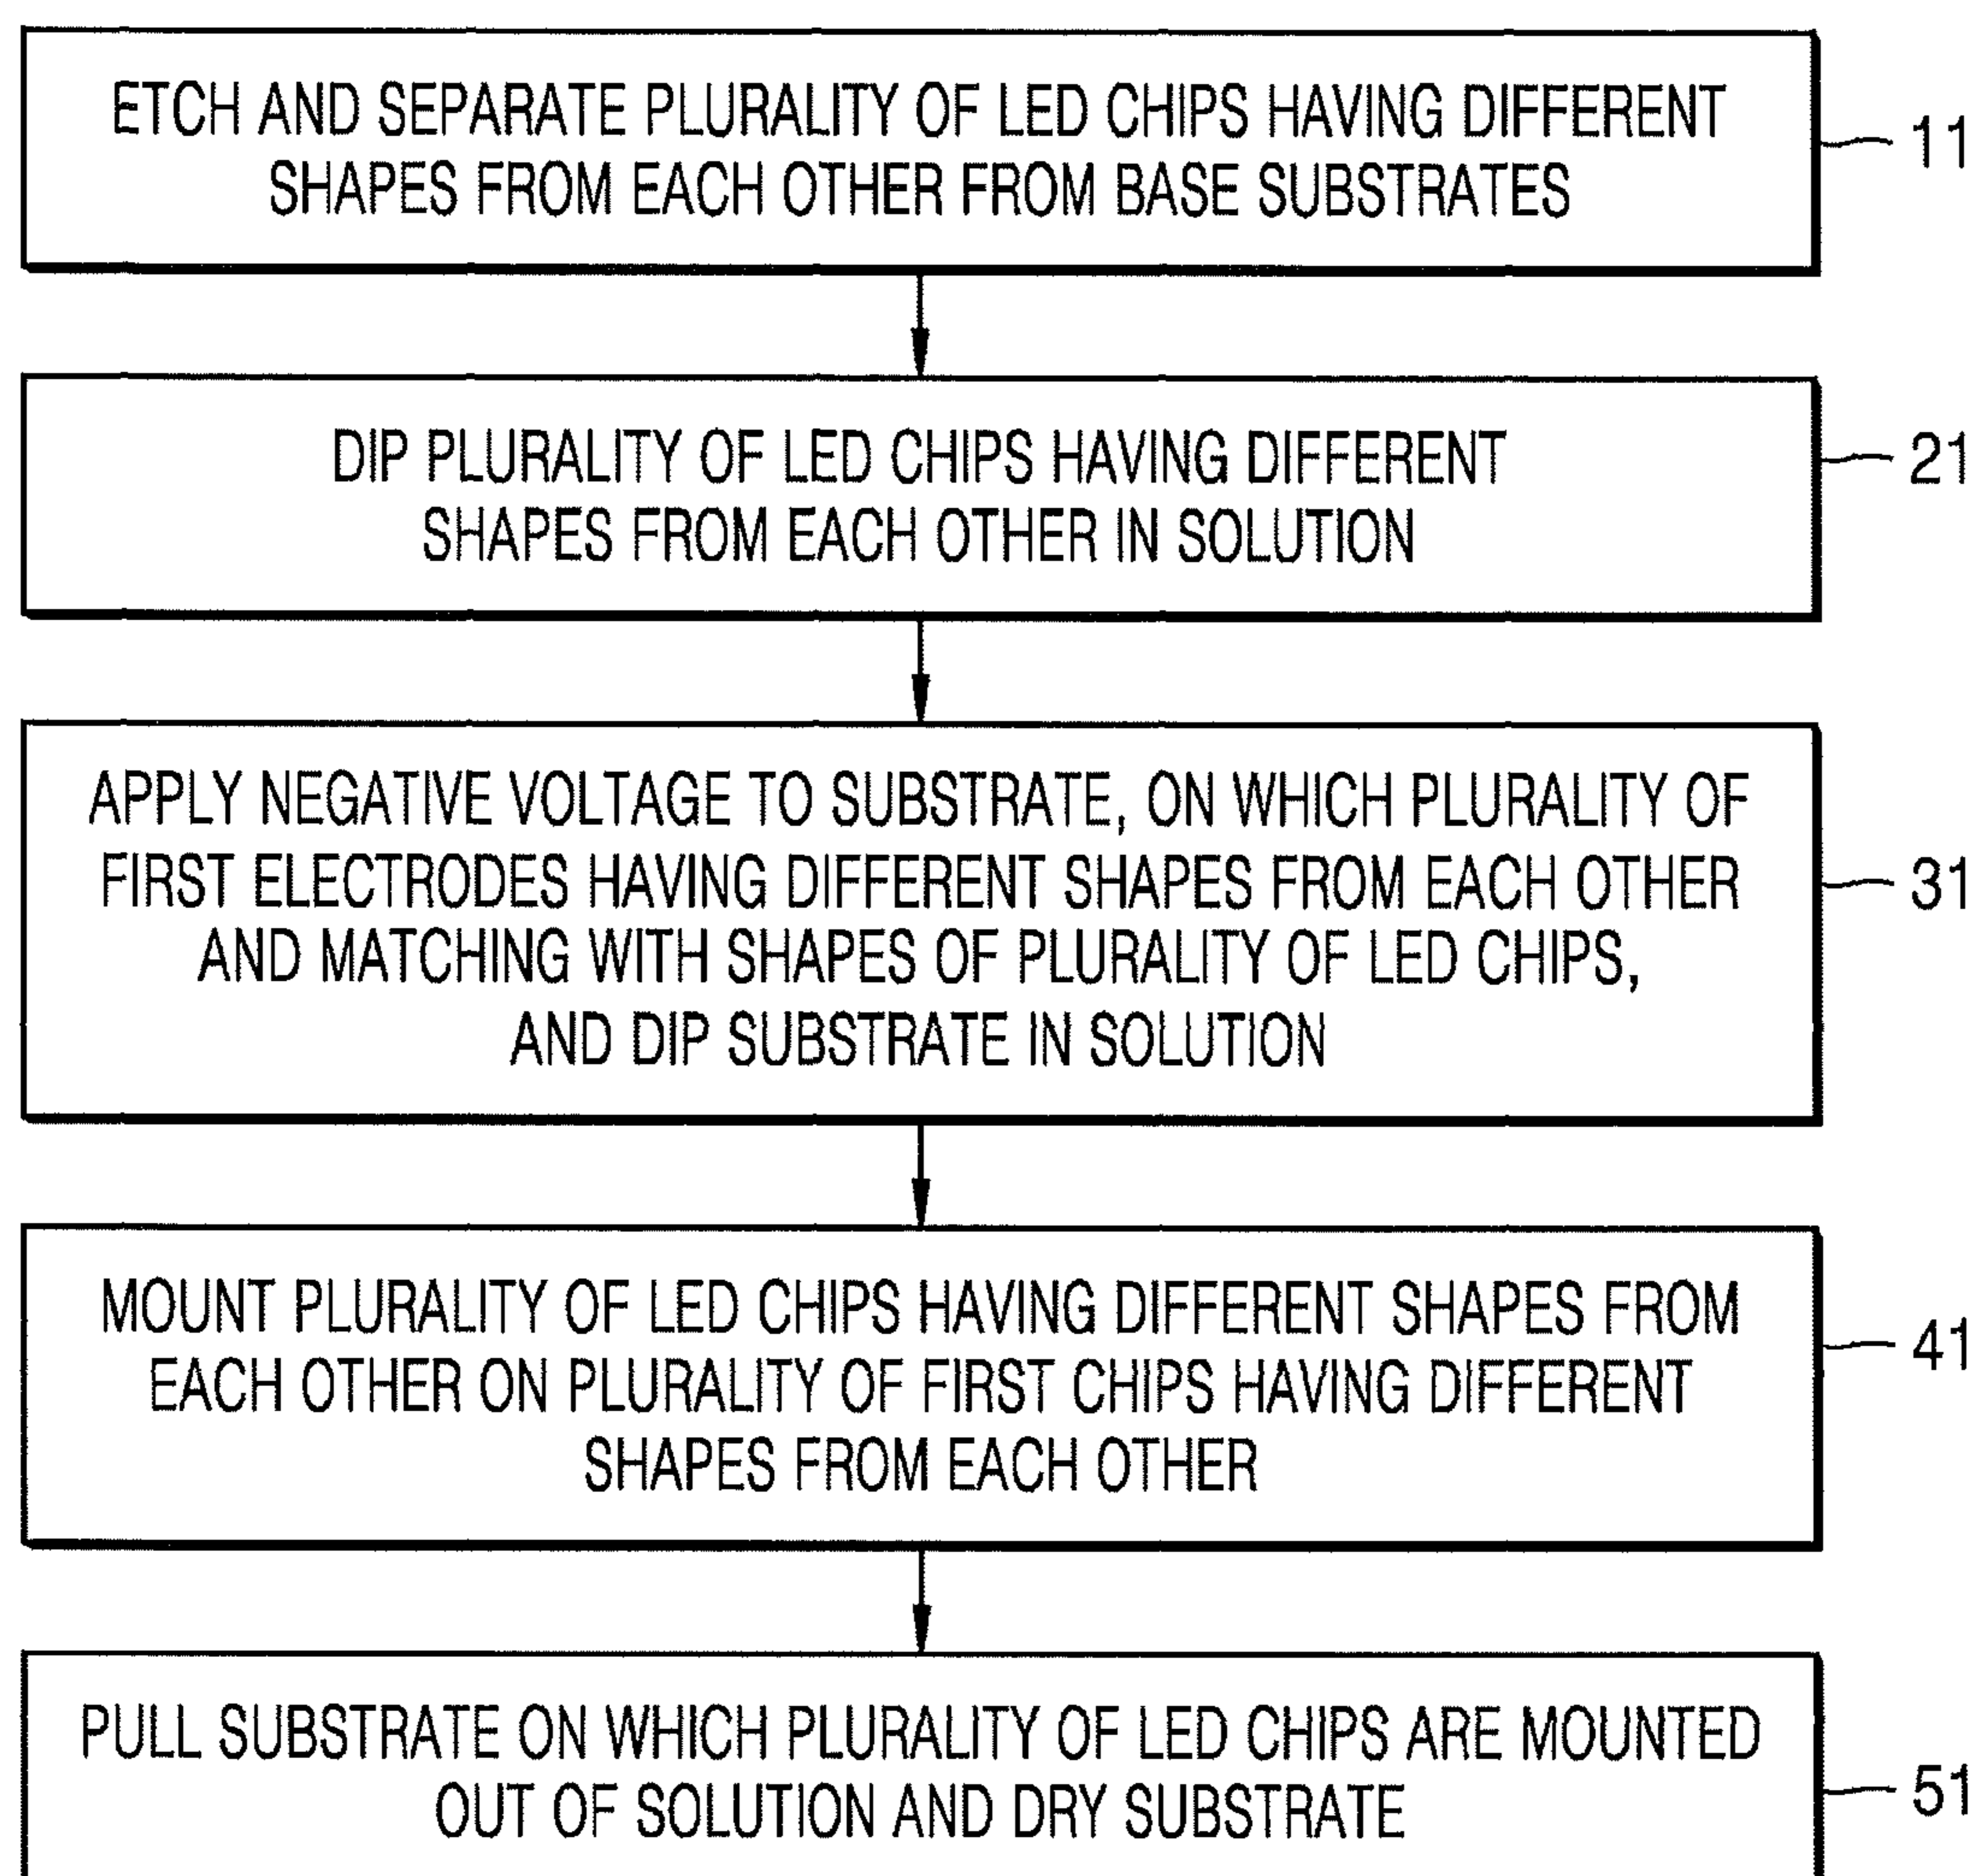 ETCH AND SEPARATE PLURALITY OF LED CHIPS HAVING DIFFERENT
SHAPES FROM EACH OTHER FROM BASE SUBSTRATES
11
DIP PLURALITY OF LED CHIPS HAVING DIFFERENT
SHAPES FROM EACH OTHER IN SOLUTION
21
APPLY NEGATIVE VOLTAGE TO SUBSTRATE, ON WHICH PLURALITY OF
FIRST ELECTRODES HAVING DIFFERENT SHAPES FROM EACH OTHER
AND MATCHING WITH SHAPES OF PLURALITY OF LED CHIPS,
AND DIP SUBSTRATE IN SOLUTION
31
MOUNT PLURALITY OF LED CHIPS HAVING DIFFERENT SHAPES FROM
EACH OTHER ON PLURALITY OF FIRST CHIPS HAVING DIFFERENT
SHAPES FROM EACH OTHER
41
PULL SUBSTRATE ON WHICH PLURALITY OF LED CHIPS ARE MOUNTED
OUT OF SOLUTION AND DRY SUBSTRATE
51